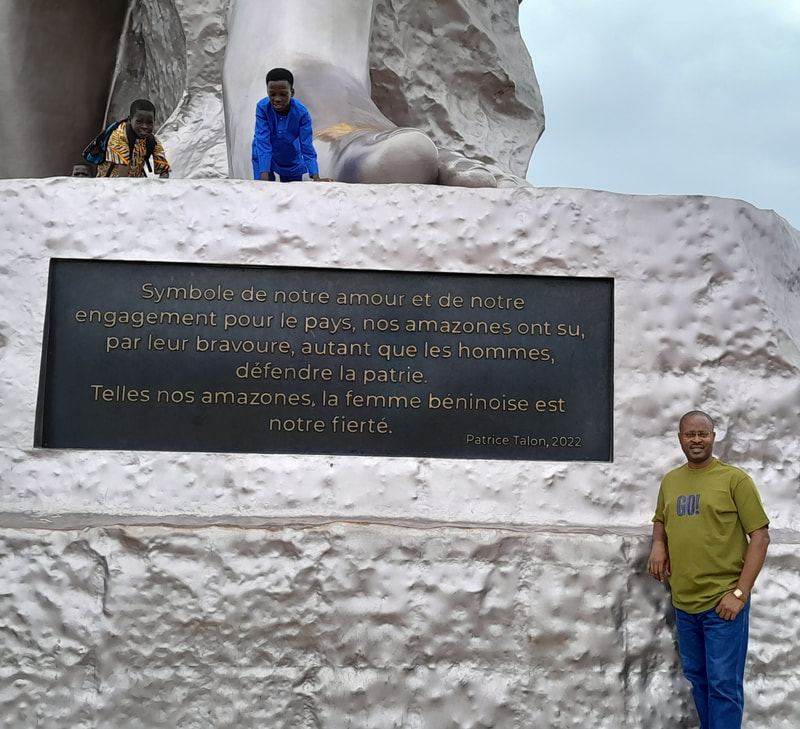 Symbole de notre amour et de notre
engagement pour le pays, nos amazones ont su,
par leur bravoure, autant que les hommes,
défendre la patrie.
Telles nos amazones, la femme béninoise est
notre fierté.
Patrice Talon, 2022
GO!